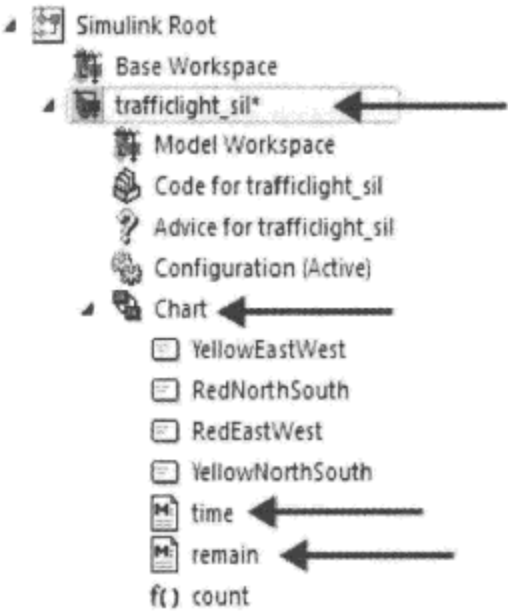 Simulink Root
Base Workspace
trafficlight_sil*
Model Workspace
Code for trafficlight_sil
Advice for trafficlight_sil
Configuration (Active)
Chart
YellowEastWest
RedNorthSouth
RedEastWest
YellowNorthSouth
M: time
M: remain
f() count